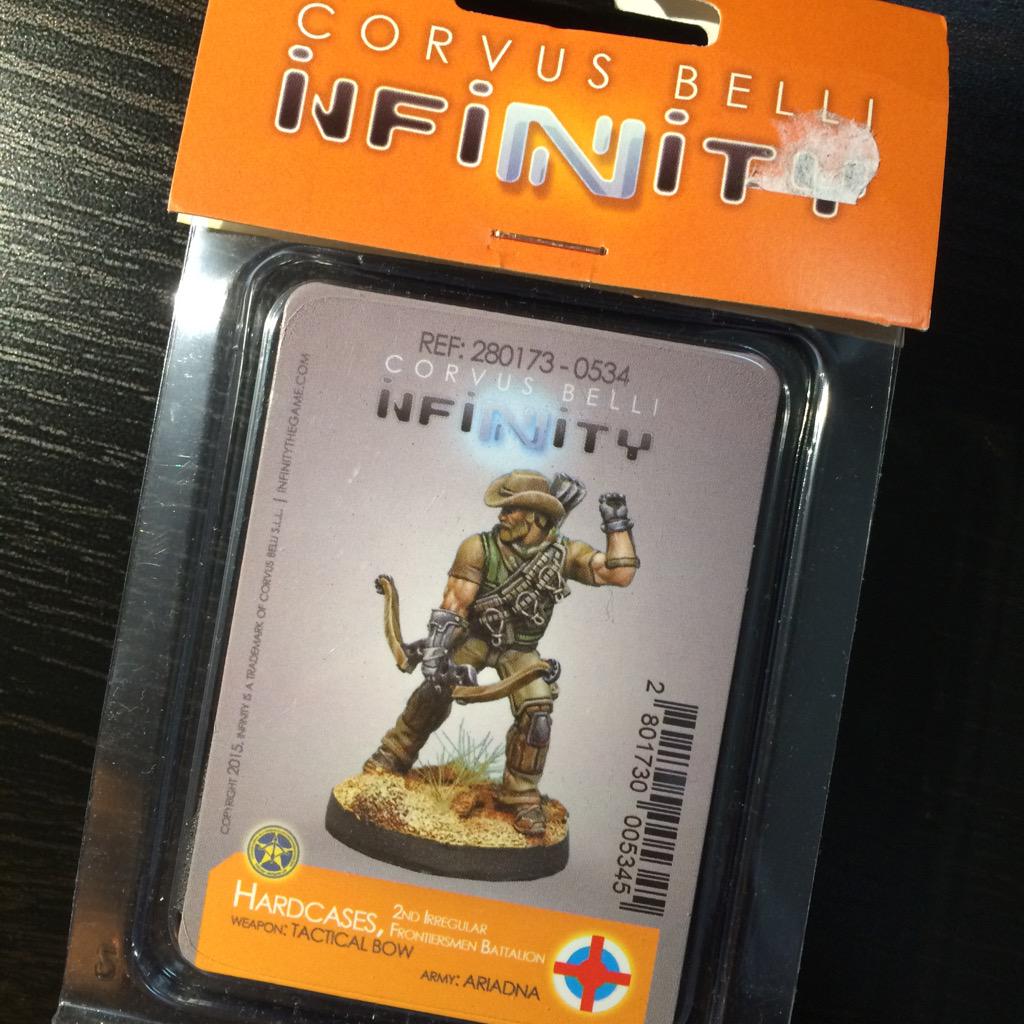 CORVUS BELLI
INFINITY
REF: 280173 - 0534
CORVUS BELLI
INFINITY
COPYRIGHT 2015. INFINITY IS A TRADEMARK OF CORVUS BELLI S.L.L. | INFINITYTHEGAME.COM
2 801730 005345
HARDCASES, 2ND IRREGULAR
FRONTIERSMEN BATTALION
WEAPON: TACTICAL BOW
ARMY: ARIADNA